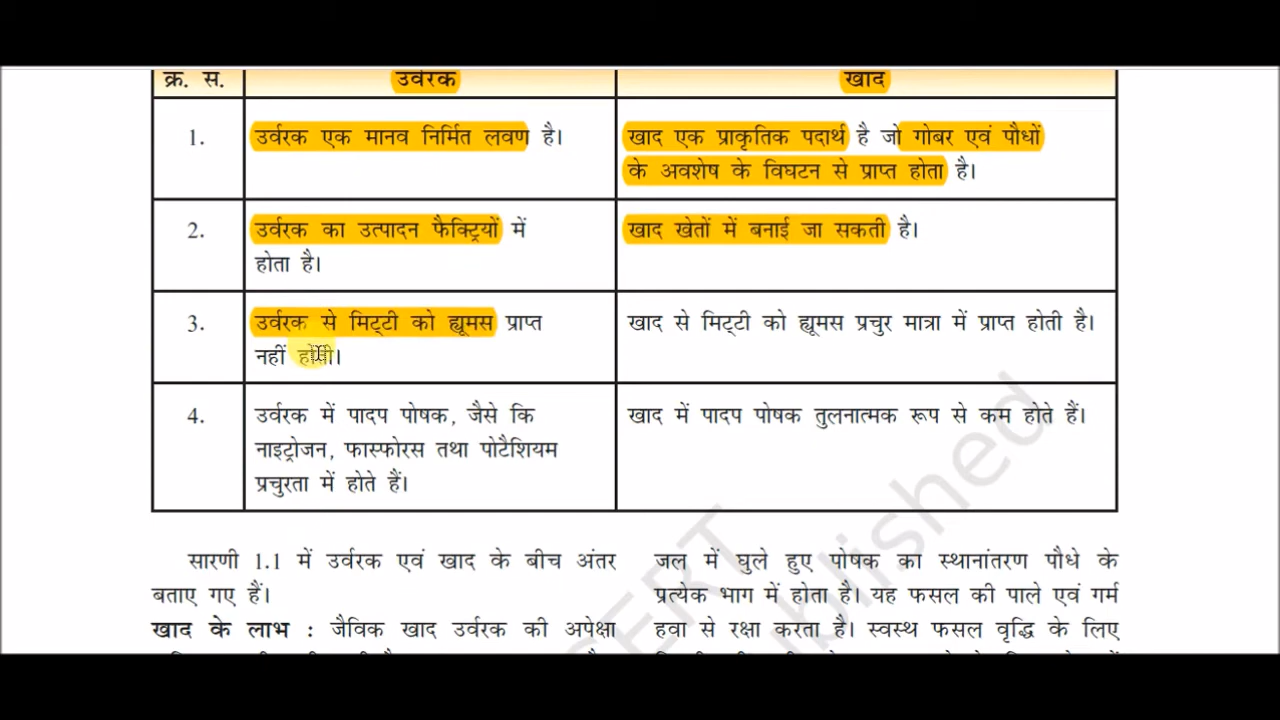 क्र. स. उर्वरक खाद
1. उर्वरक एक मानव निर्मित लवण है। खाद एक प्राकृतिक पदार्थ है जो गोबर एवं पौधों
के अवशेष के विघटन से प्राप्त होता है।
2. उर्वरक का उत्पादन फैक्ट्रियों में खाद खेतों में बनाई जा सकती है।
होता है।
3. उर्वरक से मिट्टी को ह्यूमस प्राप्त खाद से मिट्टी को ह्यूमस प्रचुर मात्रा में प्राप्त होती है।
नहीं होती।
4. उर्वरक में पादप पोषक, जैसे कि खाद में पादप पोषक तुलनात्मक रूप से कम होते हैं।
नाइट्रोजन, फास्फोरस तथा पोटैशियम
प्रचुरता में होते हैं।
सारणी 1.1 में उर्वरक एवं खाद के बीच अंतर
बताए गए हैं।
खाद के लाभ : जैविक खाद उर्वरक की अपेक्षा
जल में घुले हुए पोषक का स्थानांतरण पौधे के
प्रत्येक भाग में होता है। यह फसल की पाले एवं गर्म
हवा से रक्षा करता है। स्वस्थ फसल वृद्धि के लिए